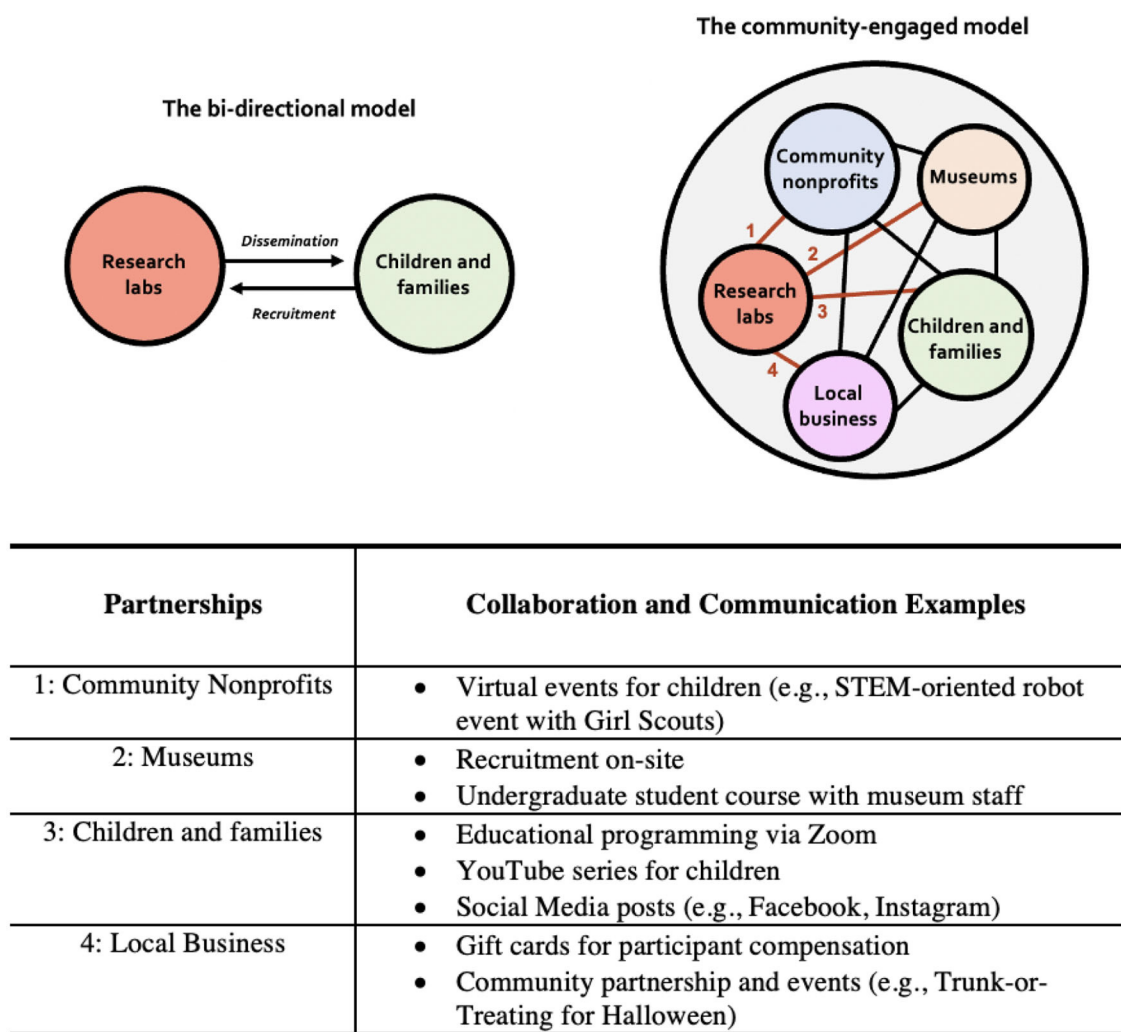 The community-engaged model
The bi-directional model
Research
labs
Dissemination
Recruitment
Children and
families
Community
nonprofits
Museums
1
2
Research
labs
3
Children and
families
4
Local
business
Partnerships
Collaboration and Communication Examples
1: Community Nonprofits
• Virtual events for children (e.g., STEM-oriented robot
event with Girl Scouts)
2: Museums
• Recruitment on-site
• Undergraduate student course with museum staff
3: Children and families
• Educational programming via Zoom
• YouTube series for children
• Social Media posts (e.g., Facebook, Instagram)
4: Local Business
• Gift cards for participant compensation
• Community partnership and events (e.g., Trunk-or-
Treating for Halloween)